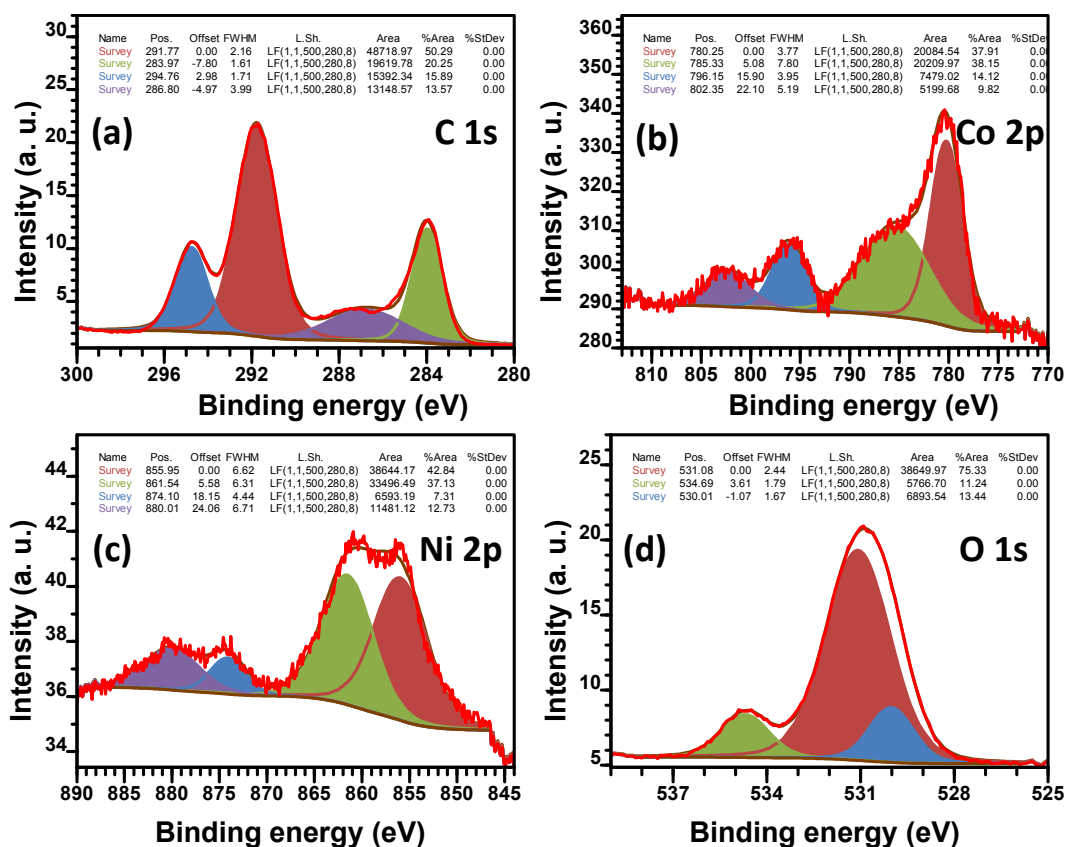 Name Pos. Offset FWHM L.Sh. Area %Area %StDev
Survey 291.77 0.00 2.16 LF(1,1,500,280,8) 48718.97 50.29 0.00
Survey 283.97 -7.80 1.61 LF(1,1,500,280,8) 19619.78 20.25 0.00
Survey 294.76 2.98 1.71 LF(1,1,500,280,8) 15392.34 15.89 0.00
Survey 286.80 -4.97 3.99 LF(1,1,500,280,8) 13148.57 13.57 0.00
(a) C 1s
30
20
10
5
Intensity (a. u.)
300 296 292 288 284 280
Binding energy (eV)
Name Pos. Offset FWHM L.Sh. Area %Area %StDev
Survey 780.25 0.00 3.77 LF(1,1,500,280,8) 20084.54 37.91 0.00
Survey 785.33 5.08 7.80 LF(1,1,500,280,8) 20209.97 38.15 0.00
Survey 796.15 15.90 3.95 LF(1,1,500,280,8) 7479.02 14.12 0.00
Survey 802.35 22.10 5.19 LF(1,1,500,280,8) 5199.68 9.82 0.00
(b) Co 2p
360
340
330
310
300
290
280
Intensity (a. u.)
810 805 800 795 790 785 780 775 770
Binding energy (eV)
Name Pos. Offset FWHM L.Sh. Area %Area %StDev
Survey 855.95 0.00 6.62 LF(1,1,500,280,8) 38644.17 42.84 0.00
Survey 861.54 5.58 6.31 LF(1,1,500,280,8) 33496.49 37.13 0.00
Survey 874.10 18.15 4.44 LF(1,1,500,280,8) 6593.19 7.31 0.00
Survey 880.01 24.06 6.71 LF(1,1,500,280,8) 11481.12 12.73 0.00
(c) Ni 2p
44
42
40
36
34
Intensity (a. u.)
890 885 880 875 870 865 860 855 850 845
Binding energy (eV)
Name Pos. Offset FWHM L.Sh. Area %Area %StDev
Survey 531.08 0.00 2.44 LF(1,1,500,280,8) 38649.97 75.33 0.00
Survey 534.69 3.61 1.79 LF(1,1,500,280,8) 5766.70 11.24 0.00
Survey 530.01 -1.07 1.67 LF(1,1,500,280,8) 6893.54 13.44 0.00
(d) O 1s
25
20
15
10
5
Intensity (a. u.)
537 534 531 528 525
Binding energy (eV)